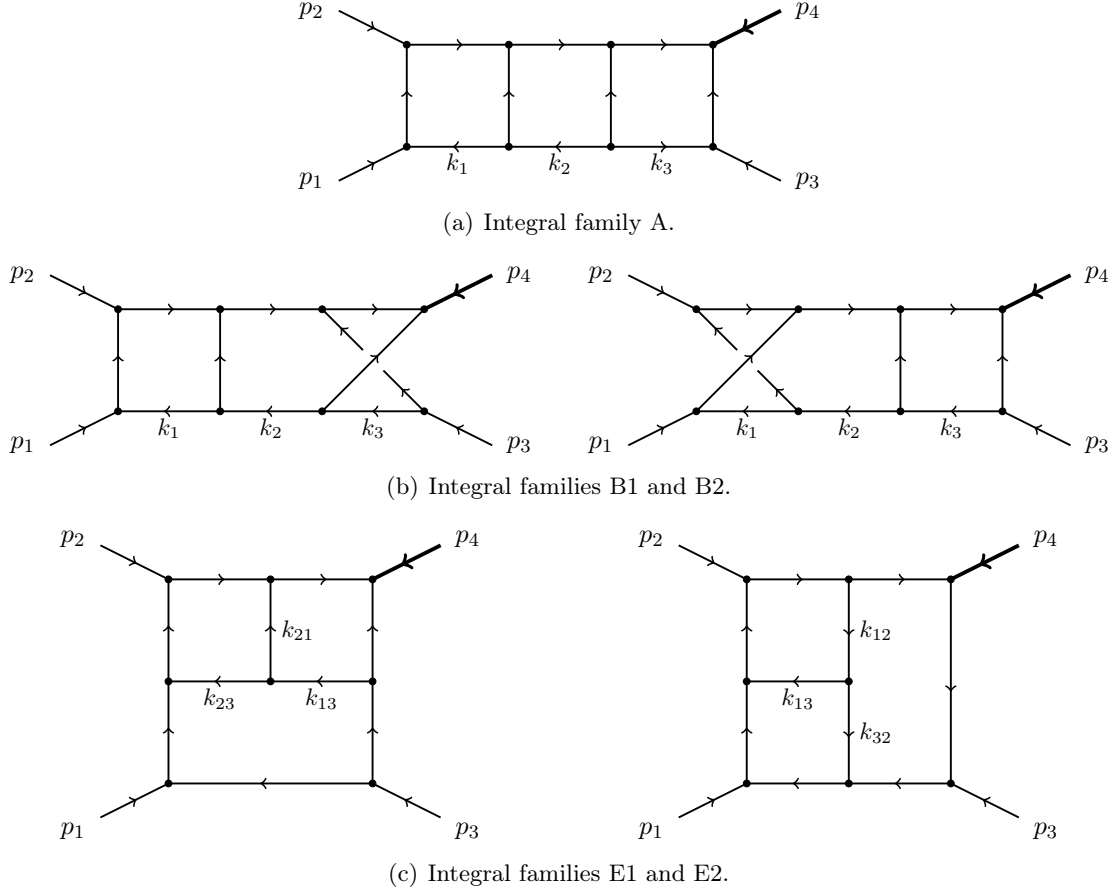 p₂ p₄
k₁ k₂ k₃
p₁ p₃
(a) Integral family A.
p₂ p₄ p₂ p₄
k₁ k₂ k₃ k₁ k₂ k₃
p₁ p₃ p₁ p₃
(b) Integral families B1 and B2.
p₂ p₄ p₂ p₄
k₂₁ k₁₂
k₂₃ k₁₃ k₁₃
k₃₂
p₁ p₃ p₁ p₃
(c) Integral families E1 and E2.